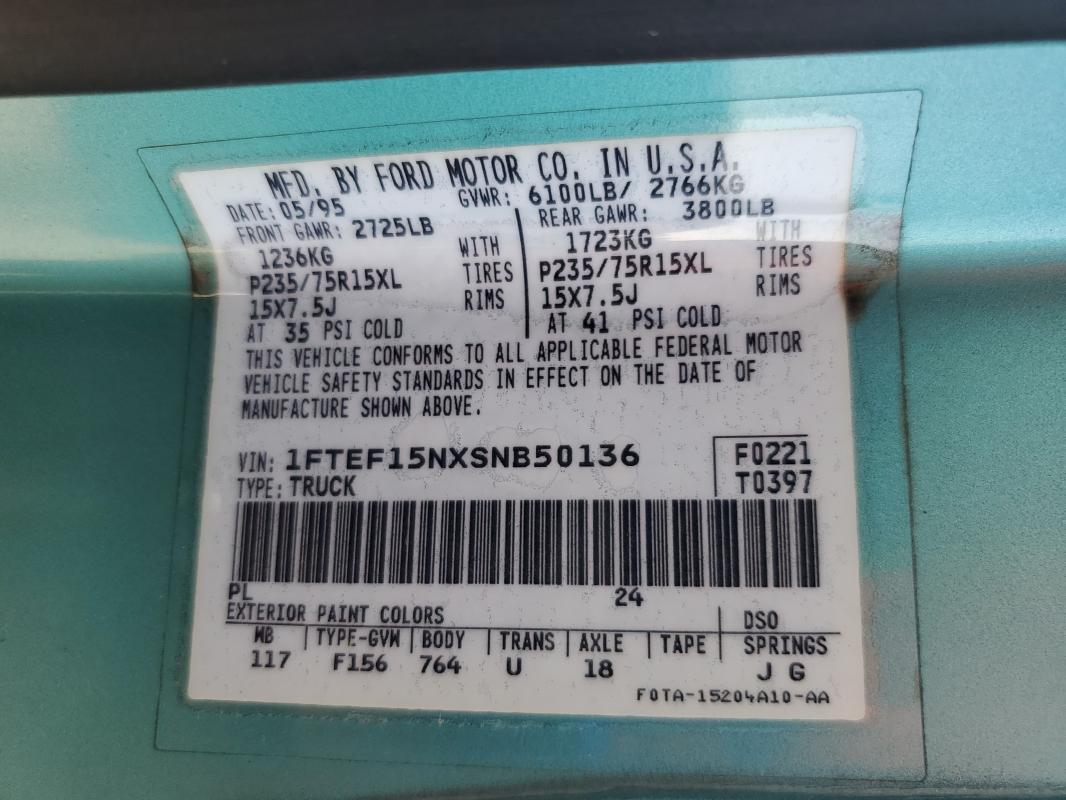 MFD. BY FORD MOTOR CO. IN U.S.A.
DATE: 05/95 GVWR: 6100LB/ 2766KG
FRONT GAWR: 2725LB REAR GAWR: 3800LB
1236KG WITH 1723KG WITH
P235/75R15XL TIRES P235/75R15XL TIRES
15X7.5J RIMS 15X7.5J RIMS
AT 35 PSI COLD AT 41 PSI COLD
THIS VEHICLE CONFORMS TO ALL APPLICABLE FEDERAL MOTOR
VEHICLE SAFETY STANDARDS IN EFFECT ON THE DATE OF
MANUFACTURE SHOWN ABOVE.
VIN: 1FTEF15NXSNB50136 F0221
TYPE: TRUCK T0397
PL 24
EXTERIOR PAINT COLORS DSO
WB TYPE-GVW BODY TRANS AXLE TAPE SPRINGS
117 F156 764 U 18 J G
F0TA-15204A10-AA